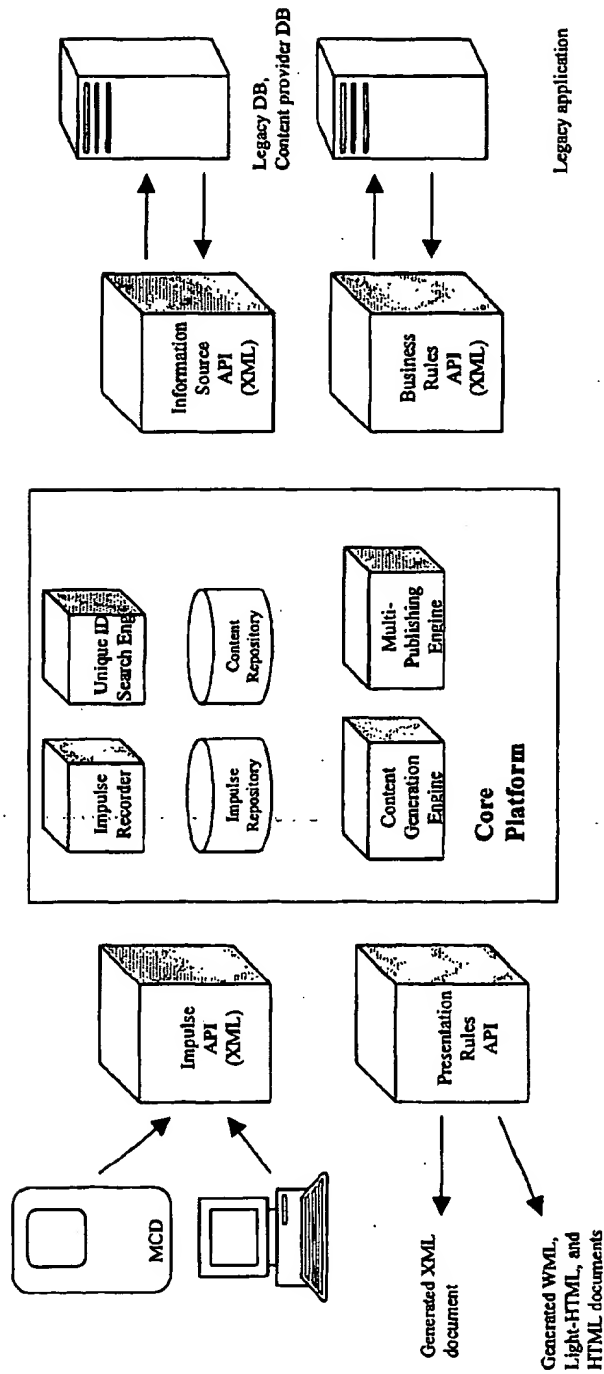 MCD
Impulse
API
(XML)
Impulse
Recorder
Unique ID
Search Eng
Information
Source
API
(XML)
Legacy DB,
Content provider DB
Impulse
Repository
Content
Repository
Generated XML
document
Generated WML,
Light-HTML, and
HTML documents
Presentation
Rules
API
Content
Generation
Engine
Multi-
Publishing
Engine
Core
Platform
Business
Rules
API
(XML)
Legacy application